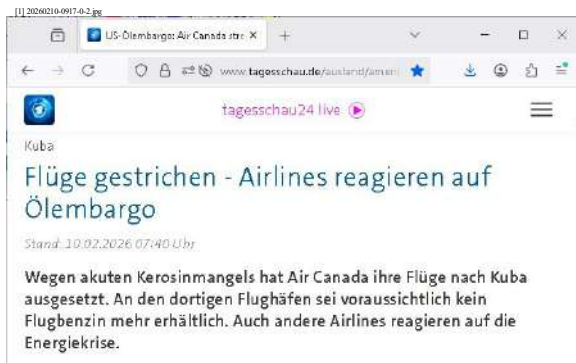 [1] 20260210-0917-0-2.jpg
US-Ölembargo: Air Canada stre
www.tagesschau.de/ausland/ameri
tagesschau24 live
Kuba
Flüge gestrichen - Airlines reagieren auf
Ölembargo
Stand: 10.02.2026 07:40 Uhr
Wegen akuten Kerosinmangels hat Air Canada ihre Flüge nach Kuba
ausgesetzt. An den dortigen Flughäfen sei voraussichtlich kein
Flugbenzin mehr erhältlich. Auch andere Airlines reagieren auf die
Energiekrise.